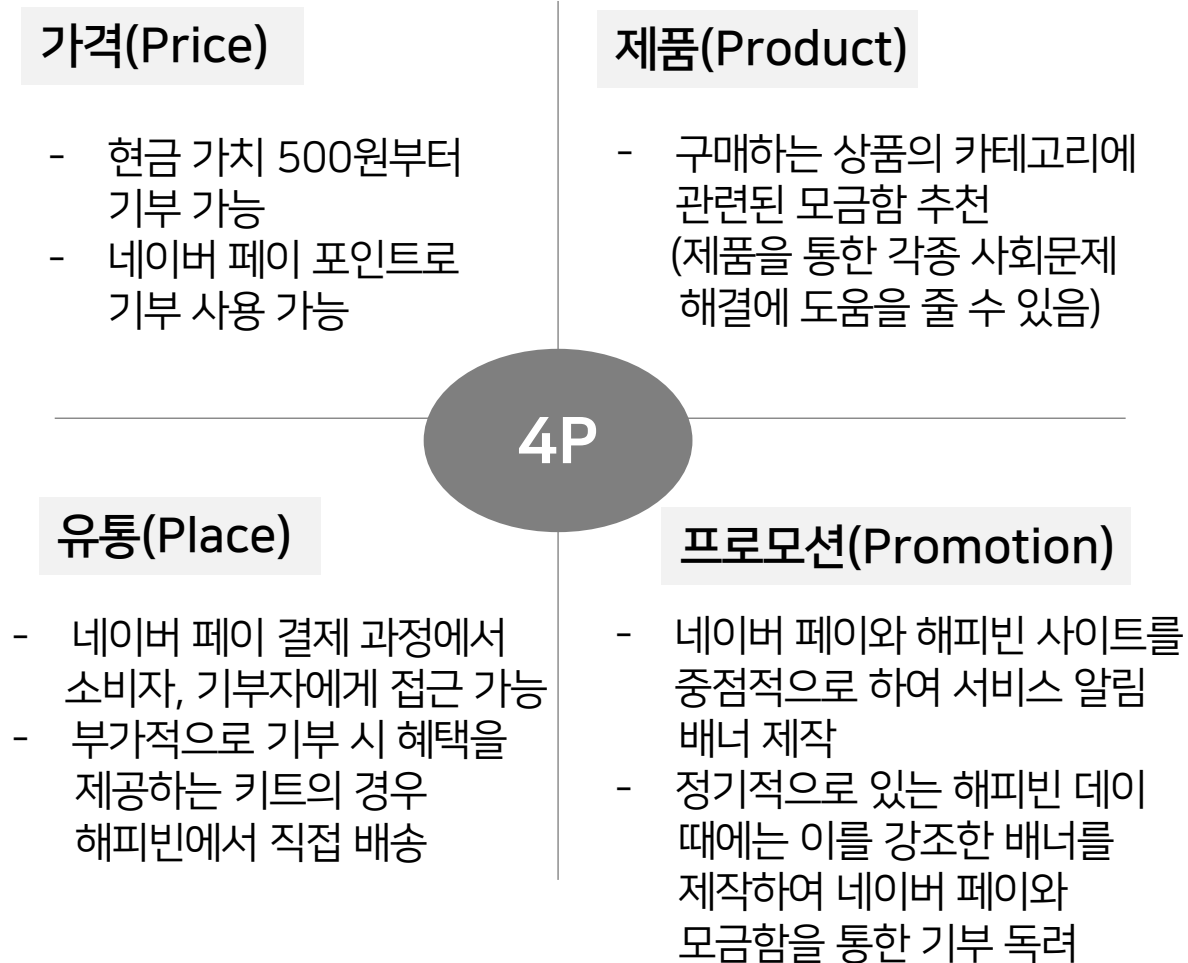 가격(Price)
- 현금 가치 500원부터
기부 가능
- 네이버 페이 포인트로
기부 사용 가능
제품(Product)
- 구매하는 상품의 카테고리에
관련된 모금함 추천
(제품을 통한 각종 사회문제
해결에 도움을 줄 수 있음)
4P
유통(Place)
- 네이버 페이 결제 과정에서
소비자, 기부자에게 접근 가능
- 부가적으로 기부 시 혜택을
제공하는 키트의 경우
해피빈에서 직접 배송
프로모션(Promotion)
- 네이버 페이와 해피빈 사이트를
중점적으로 하여 서비스 알림
배너 제작
- 정기적으로 있는 해피빈 데이
때에는 이를 강조한 배너를
제작하여 네이버 페이와
모금함을 통한 기부 독려